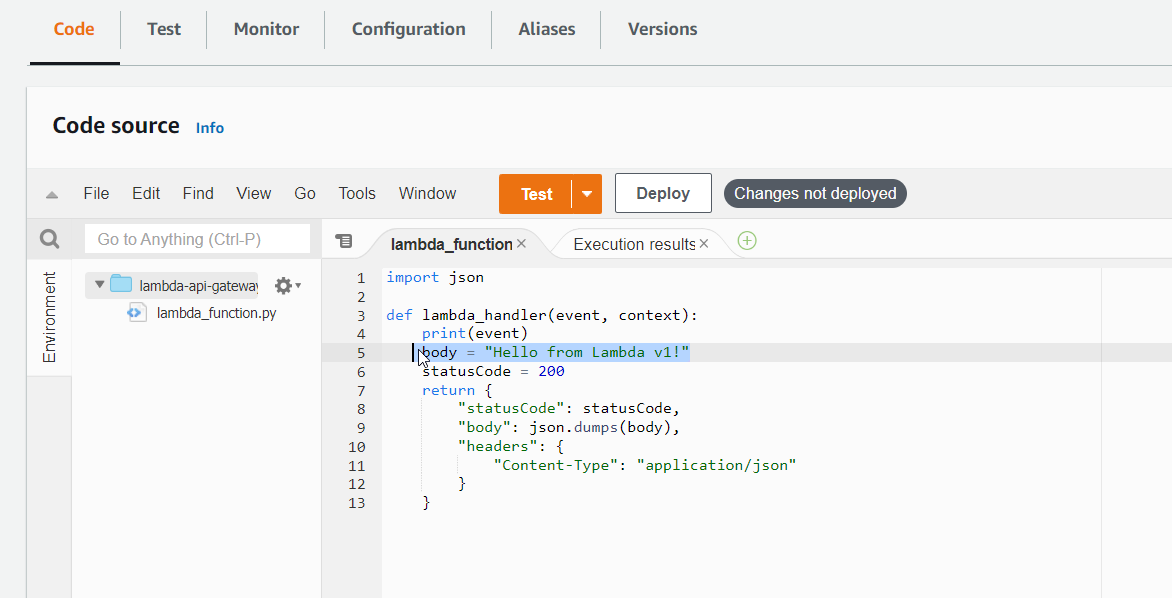 Code Test Monitor Configuration Aliases Versions
Code source Info
File Edit Find View Go Tools Window Test Deploy Changes not deployed
Go to Anything (Ctrl-P)
lambda_function Execution results
Environment
lambda-api-gateway
lambda_function.py
1 import json
2
3 def lambda_handler(event, context):
4     print(event)
5     body = "Hello from Lambda v1!"
6     statusCode = 200
7     return {
8         "statusCode": statusCode,
9         "body": json.dumps(body),
10         "headers": {
11             "Content-Type": "application/json"
12         }
13     }